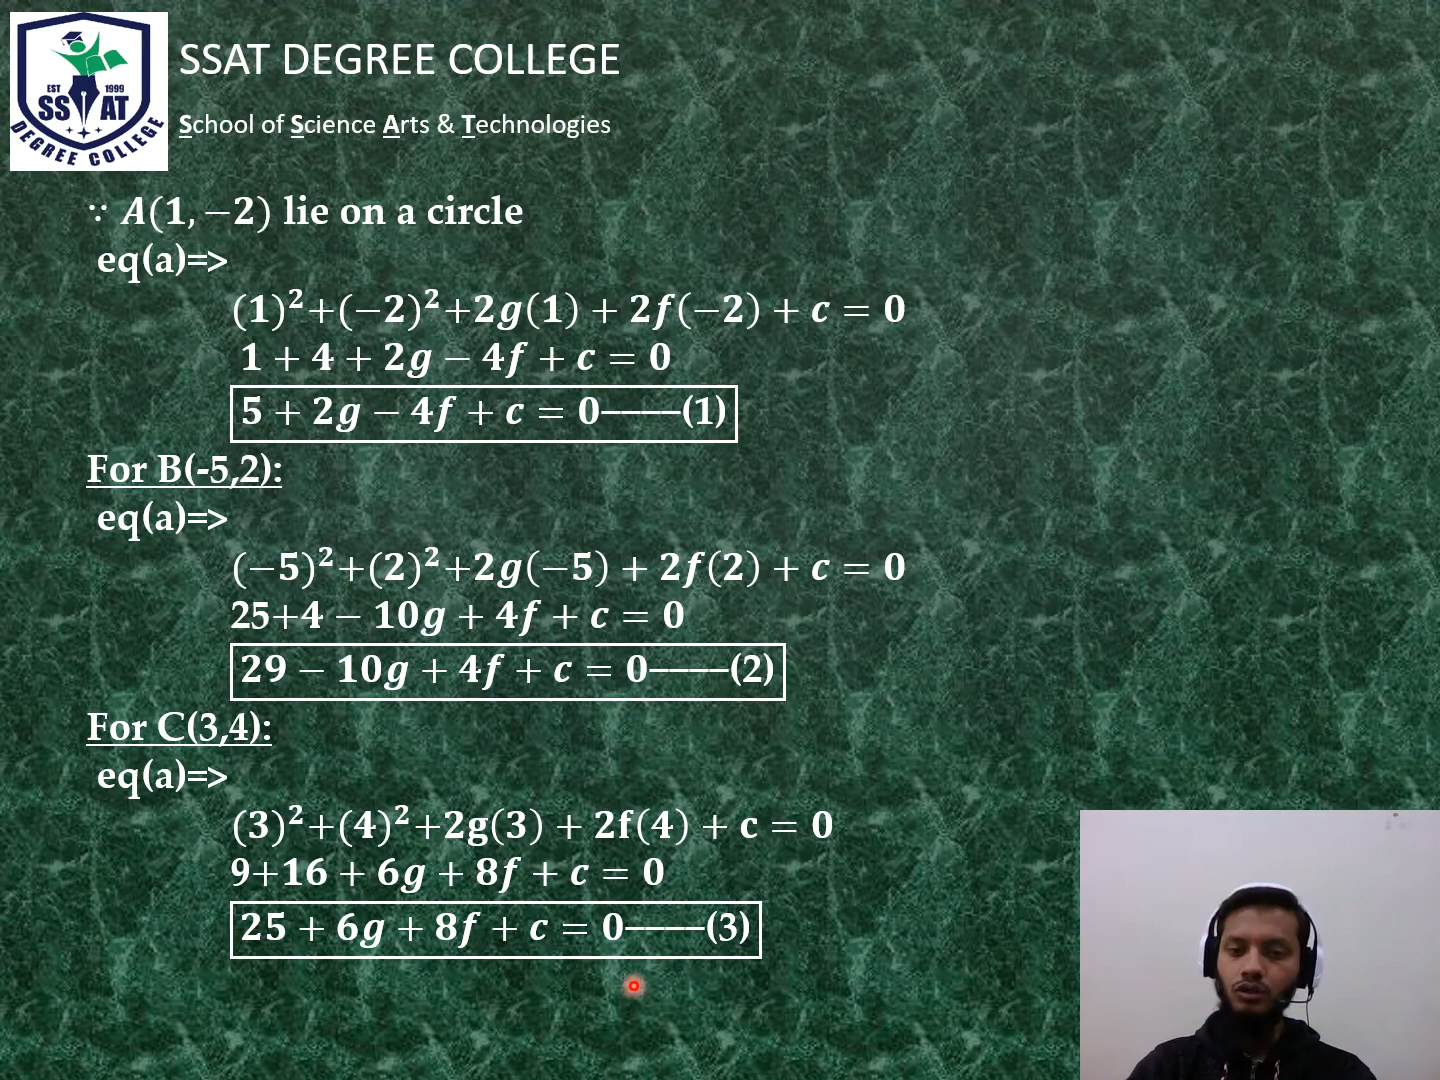 EST 1999
SS AT
DEGREE COLLEGE
SSAT DEGREE COLLEGE
School of Science Arts & Technologies
∵ A(1, −2) lie on a circle
eq(a)=>
(1)²+(−2)²+2g(1) + 2f(−2) + c = 0
1 + 4 + 2g − 4f + c = 0
5 + 2g − 4f + c = 0−−−−(1)
For B(-5,2):
eq(a)=>
(−5)²+(2)²+2g(−5) + 2f(2) + c = 0
25+4 − 10g + 4f + c = 0
29 − 10g + 4f + c = 0−−−−(2)
For C(3,4):
eq(a)=>
(3)²+(4)²+2g(3) + 2f(4) + c = 0
9+16 + 6g + 8f + c = 0
25 + 6g + 8f + c = 0−−−−(3)